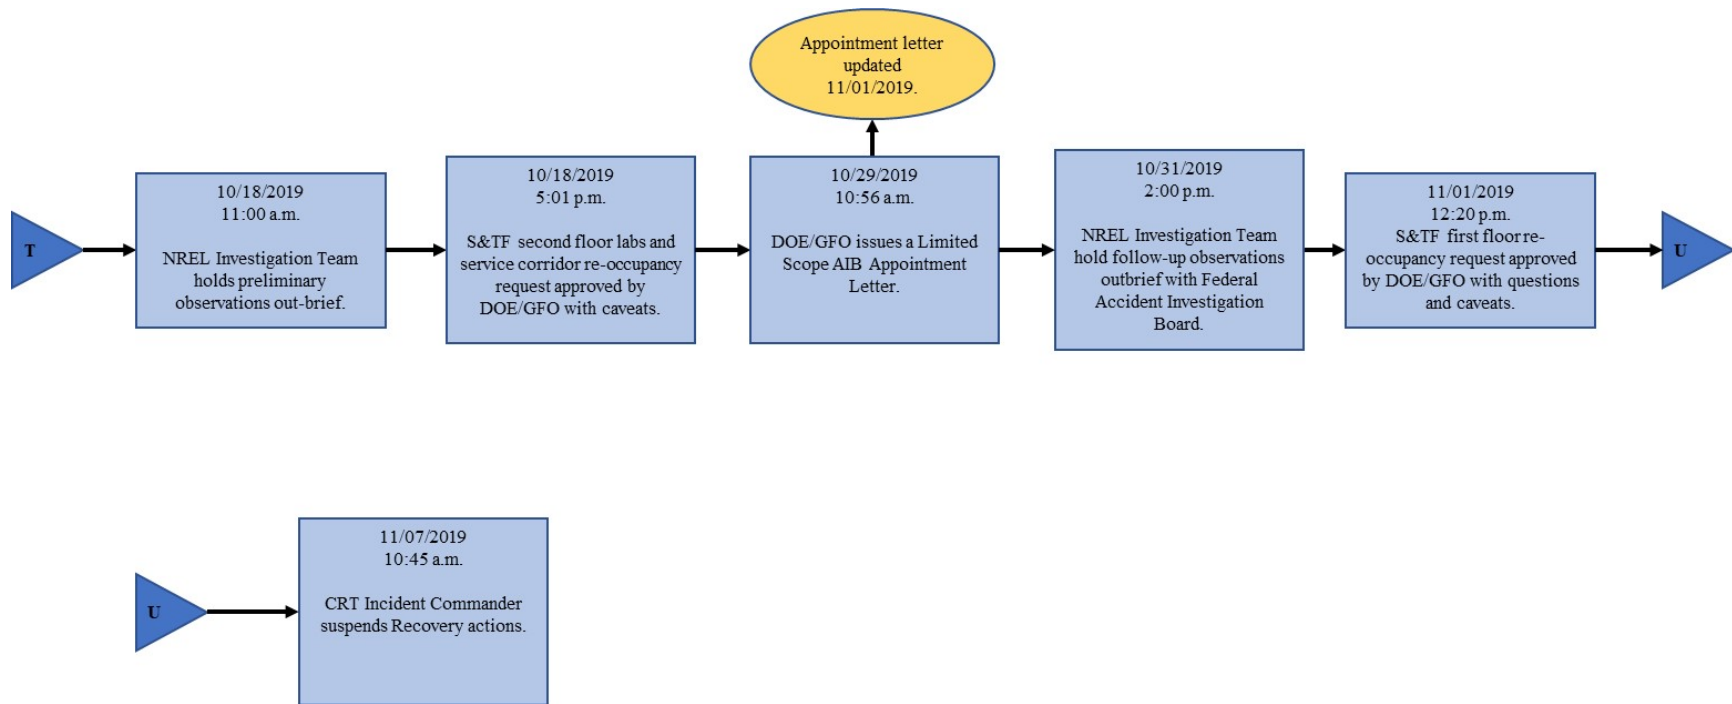 Appointment letter
updated
11/01/2019.
T
10/18/2019
11:00 a.m.
NREL Investigation Team
holds preliminary
observations out-brief.
10/18/2019
5:01 p.m.
S&TF second floor labs and
service corridor re-occupancy
request approved by
DOE/GFO with caveats.
10/29/2019
10:56 a.m.
DOE/GFO issues a Limited
Scope AIB Appointment
Letter.
10/31/2019
2:00 p.m.
NREL Investigation Team
hold follow-up observations
outbrief with Federal
Accident Investigation
Board.
11/01/2019
12:20 p.m.
S&TF first floor re-
occupancy request approved
by DOE/GFO with questions
and caveats.
U
U
11/07/2019
10:45 a.m.
CRT Incident Commander
suspends Recovery actions.